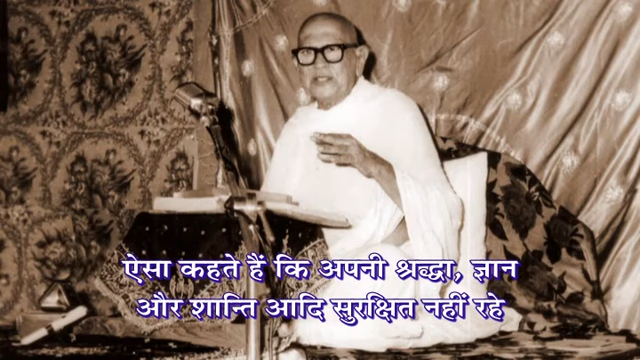 ऐसा कहते हैं कि अपनी श्रद्धा, ज्ञान
और शान्ति आदि सुरक्षित नहीं रहे